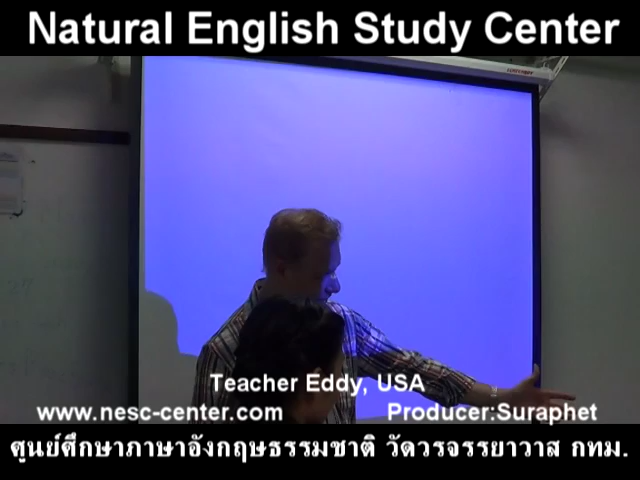 Natural English Study Center
Teacher Eddy, USA
www.nesc-center.com
Producer:Suraphet
ศูนย์ศึกษาภาษาอังกฤษธรรมชาติ วัดวรจรรยาวาส กทม.